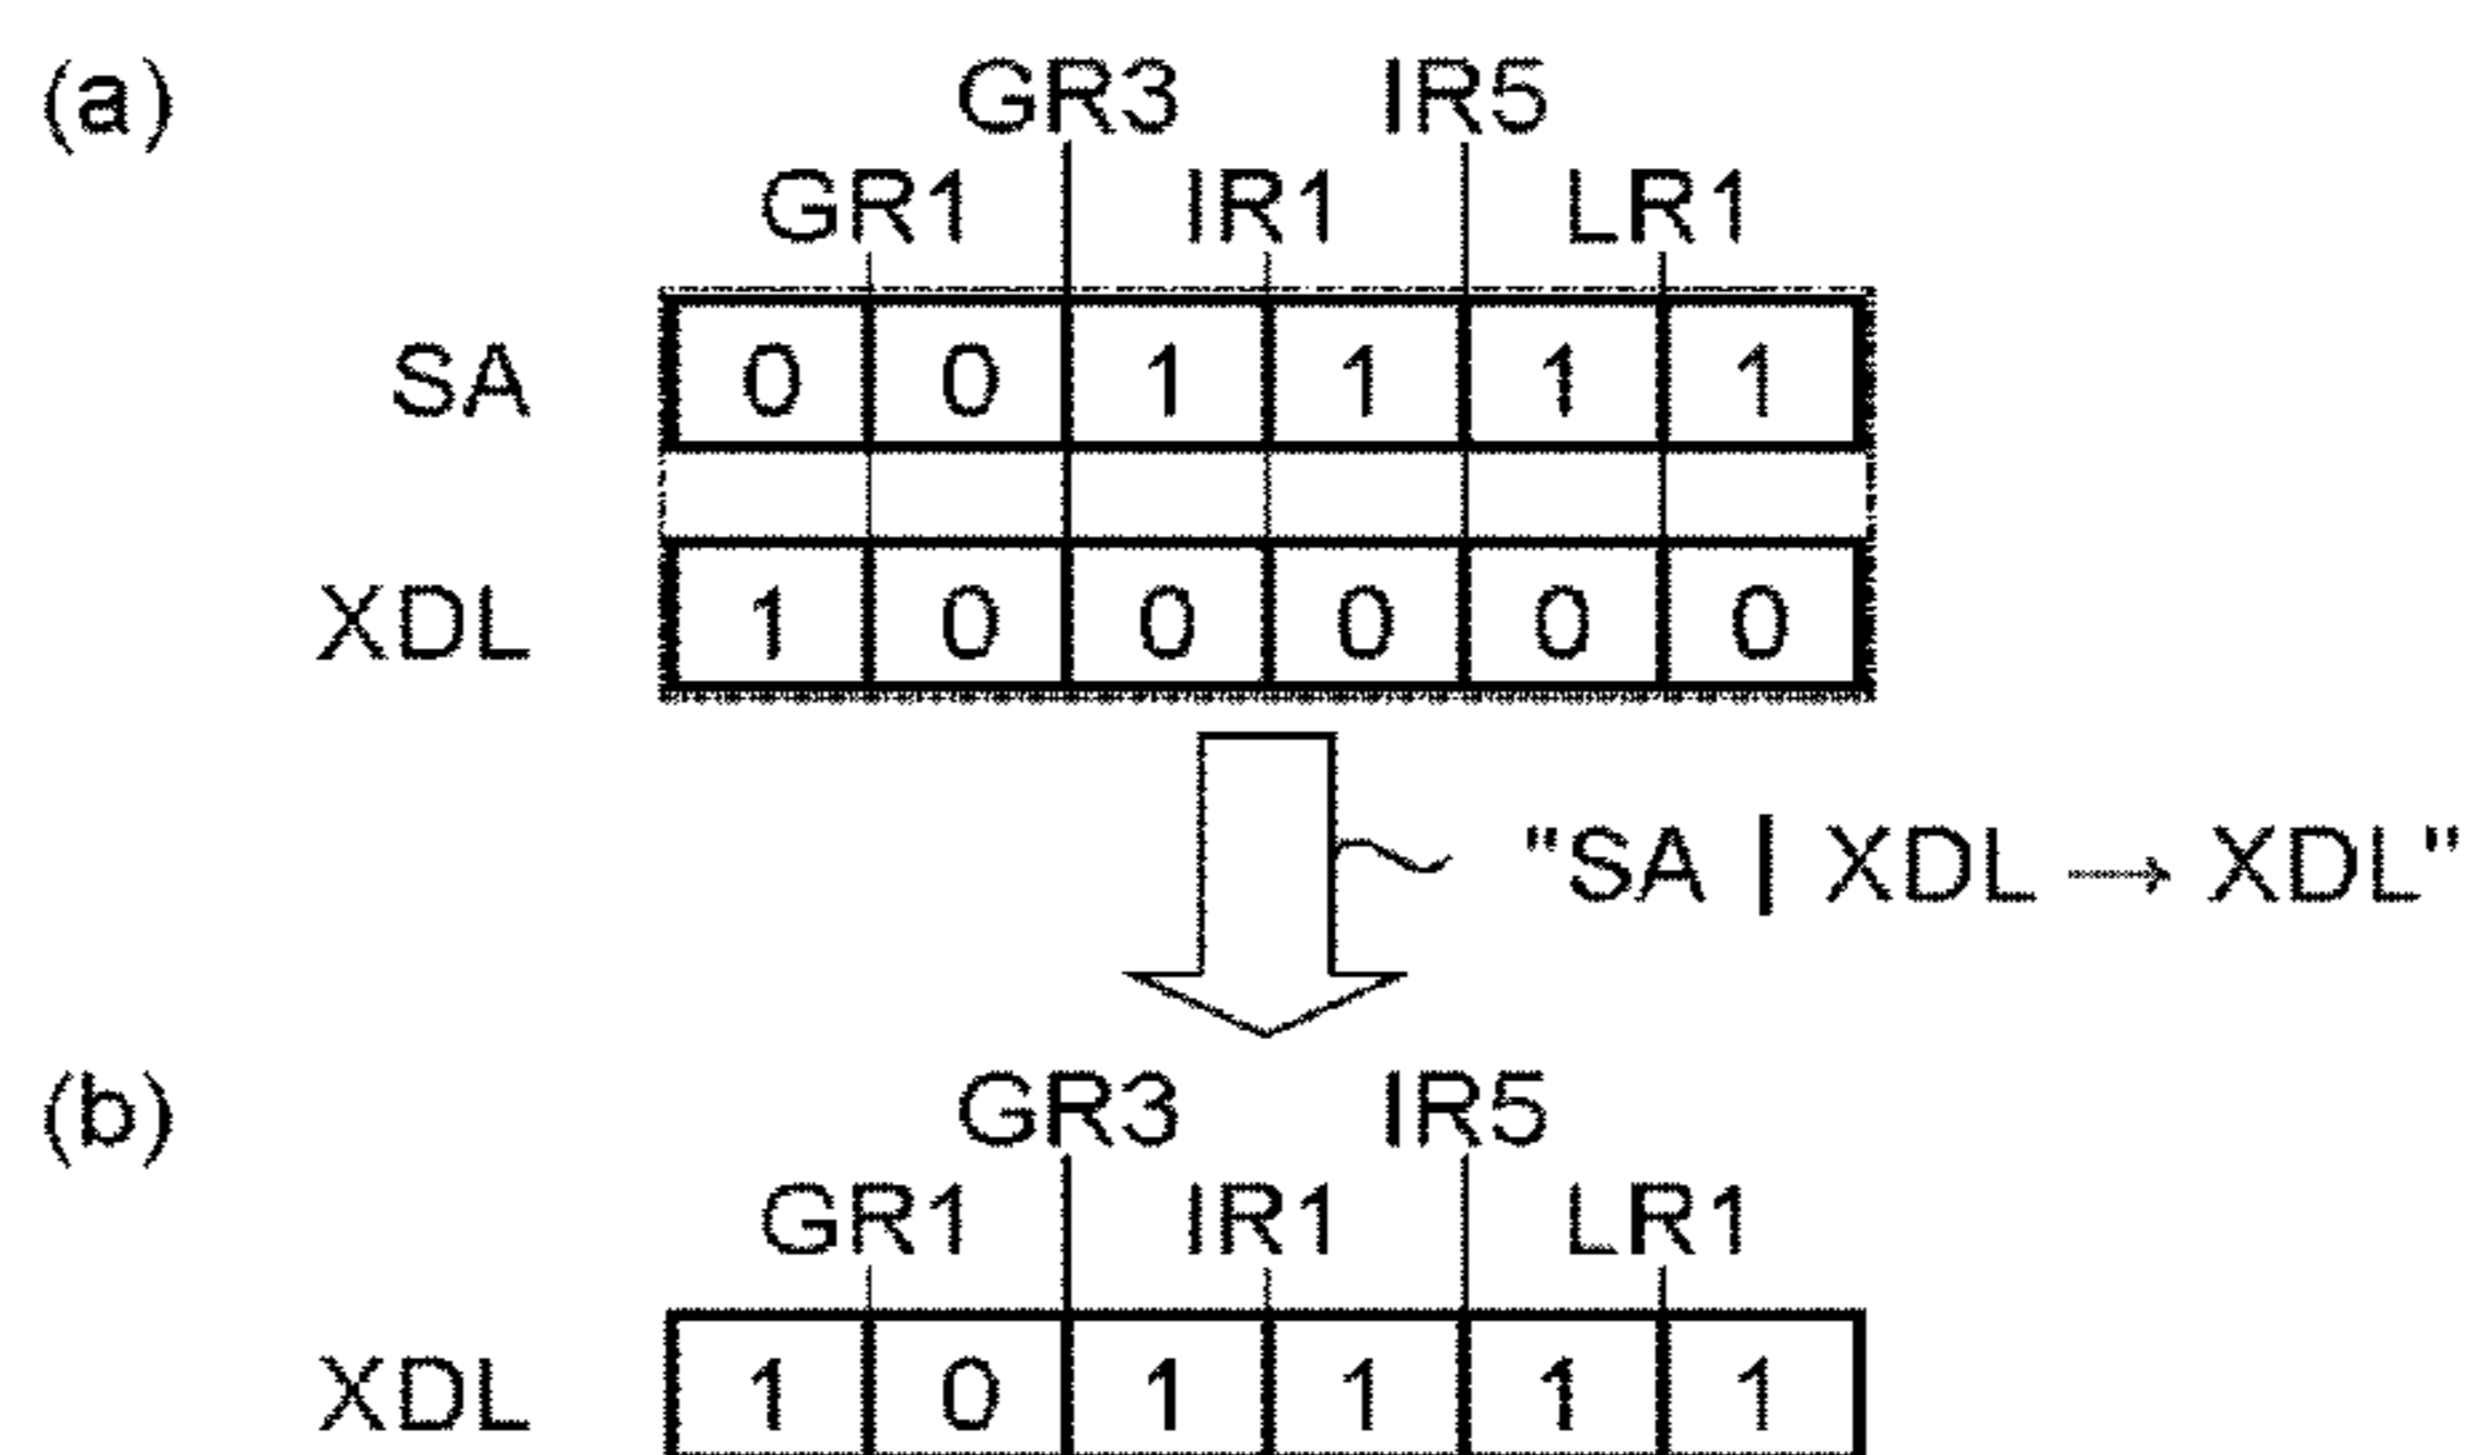 (a)
GR3 IR5
GR1 IR1 LR1
SA 0 0 1 1 1 1
XDL 1 0 0 0 0 0
"SA | XDL → XDL"
(b)
GR3 IR5
GR1 IR1 LR1
XDL 1 0 1 1 1 1